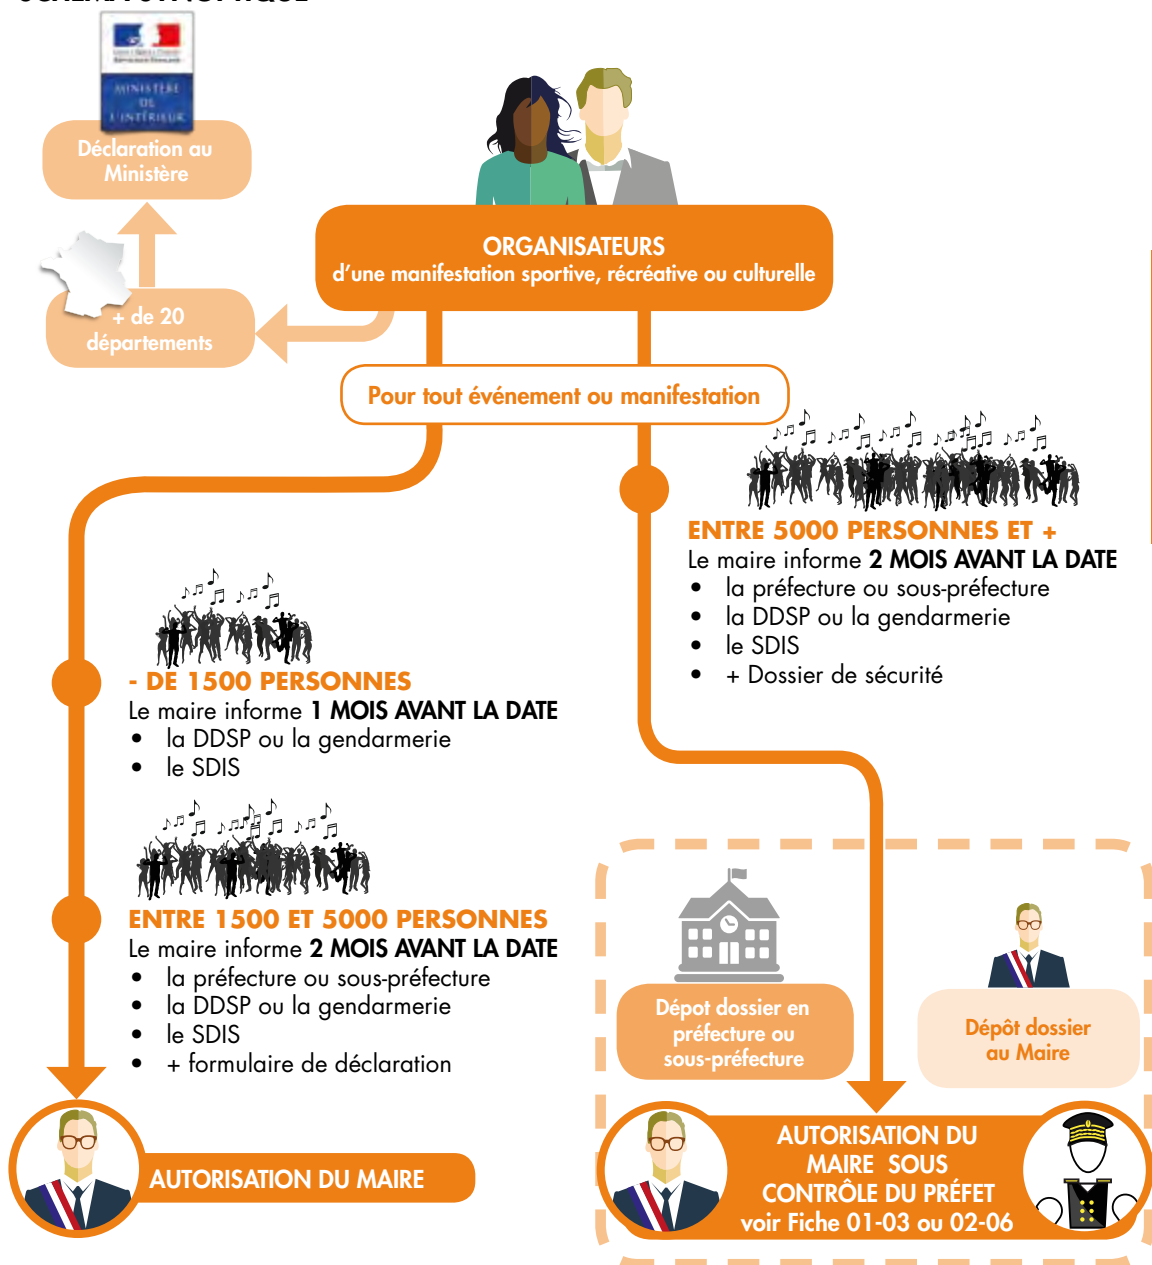 MINISTÈRE
DE
L'INTÉRIEUR
Déclaration au
Ministère
+ de 20
départements
ORGANISATEURS
d'une manifestation sportive, récréative ou culturelle
Pour tout événement ou manifestation
ENTRE 5000 PERSONNES ET +
Le maire informe 2 MOIS AVANT LA DATE
• la préfecture ou sous-préfecture
• la DDSP ou la gendarmerie
• le SDIS
• + Dossier de sécurité
- DE 1500 PERSONNES
Le maire informe 1 MOIS AVANT LA DATE
• la DDSP ou la gendarmerie
• le SDIS
ENTRE 1500 ET 5000 PERSONNES
Le maire informe 2 MOIS AVANT LA DATE
• la préfecture ou sous-préfecture
• la DDSP ou la gendarmerie
• le SDIS
• + formulaire de déclaration
AUTORISATION DU MAIRE
Dépot dossier en
préfecture ou
sous-préfecture
Dépôt dossier
au Maire
AUTORISATION DU
MAIRE SOUS
CONTRÔLE DU PRÉFET
voir Fiche 01-03 ou 02-06